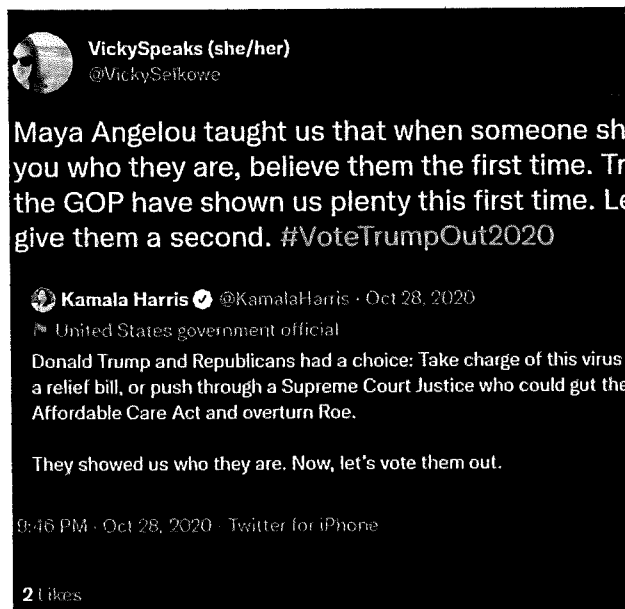 VickySpeaks (she/her)
@VickySelkowe
Maya Angelou taught us that when someone sh
you who they are, believe them the first time. Tr
the GOP have shown us plenty this first time. Le
give them a second. #VoteTrumpOut2020
Kamala Harris @KamalaHarris · Oct 28, 2020
United States government official
Donald Trump and Republicans had a choice: Take charge of this virus
a relief bill, or push through a Supreme Court Justice who could gut the
Affordable Care Act and overturn Roe.
They showed us who they are. Now, let's vote them out.
9:46 PM · Oct 28, 2020 · Twitter for iPhone
2 Likes